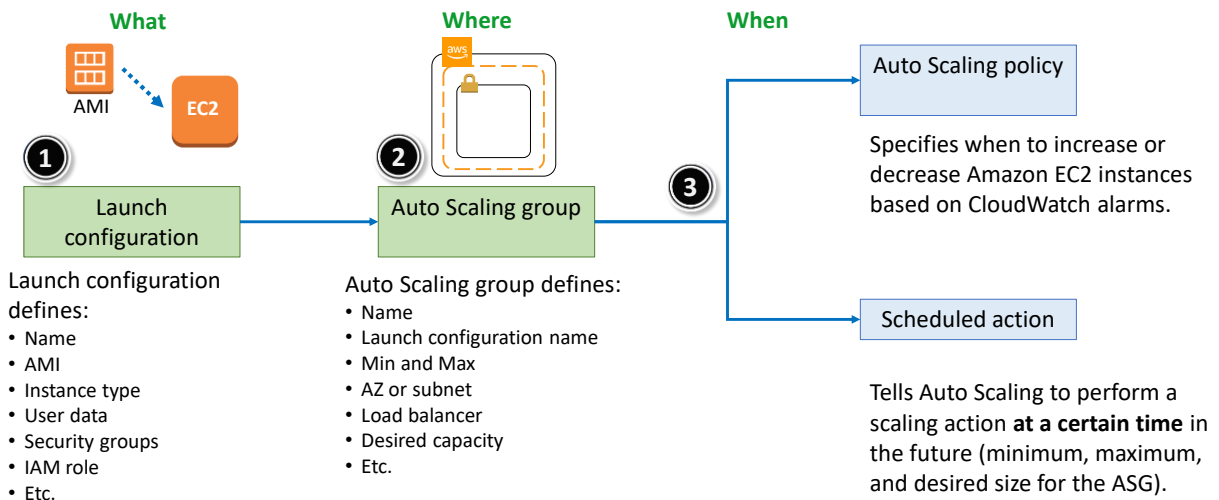 What
Where
When
aws
AMI
EC2
1
2
3
Launch
configuration
Auto Scaling group
Auto Scaling policy
Specifies when to increase or
decrease Amazon EC2 instances
based on CloudWatch alarms.
Launch configuration
defines:
• Name
• AMI
• Instance type
• User data
• Security groups
• IAM role
• Etc.
Auto Scaling group defines:
• Name
• Launch configuration name
• Min and Max
• AZ or subnet
• Load balancer
• Desired capacity
• Etc.
Scheduled action
Tells Auto Scaling to perform a
scaling action at a certain time in
the future (minimum, maximum,
and desired size for the ASG).